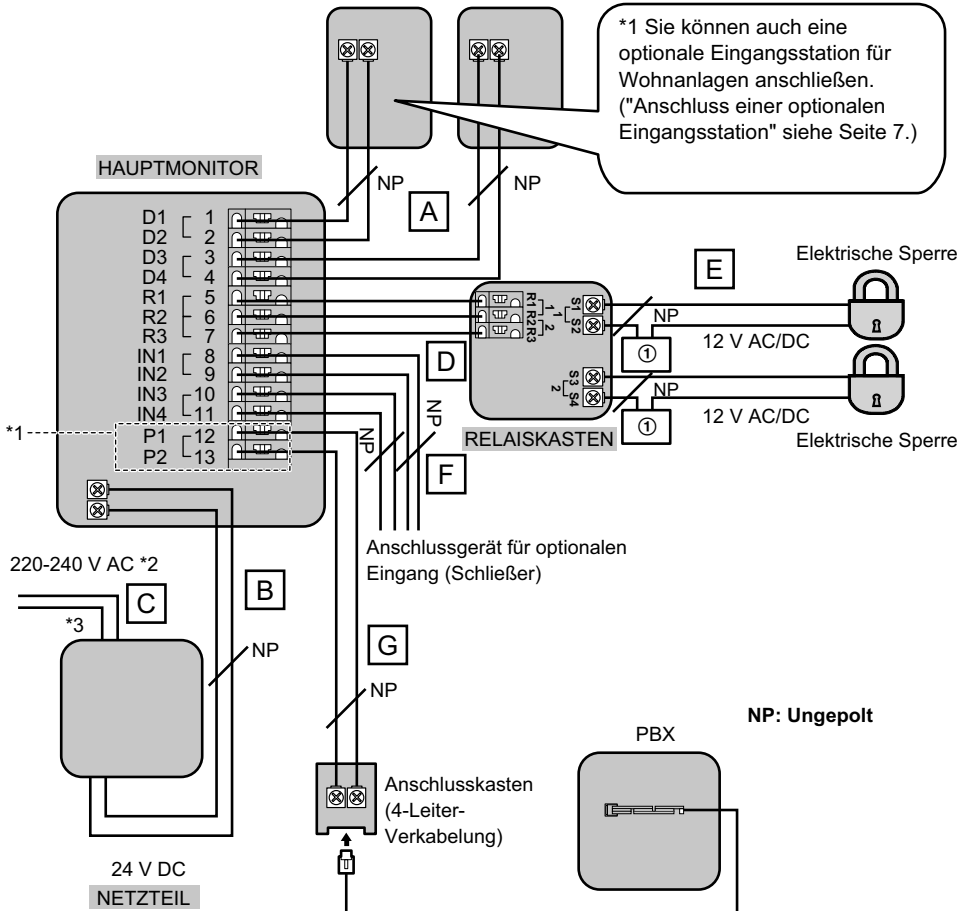 *1 Sie können auch eine
optionale Eingangsstation für
Wohnanlagen anschließen.
("Anschluss einer optionalen
Eingangsstation" siehe Seite 7.)
HAUPTMONITOR
NP
A
NP
D1 1
D2 2
D3 3
D4 4
R1 5
R2 6
R3 7
IN1 8
IN2 9
IN3 10
IN4 11
P1 12
P2 13
*1
R1 R2 R3
1 2
1
S1
S2
2
S3
S4
RELAISKASTEN
D
E
Elektrische Sperre
NP
①
12 V AC/DC
NP
①
12 V AC/DC
Elektrische Sperre
NP
NP
F
Anschlussgerät für optionalen
Eingang (Schließer)
220-240 V AC *2
C
*3
B
NP
G
NP
NP: Ungepolt
PBX
Anschlusskasten
(4-Leiter-
Verkabelung)
24 V DC
NETZTEIL